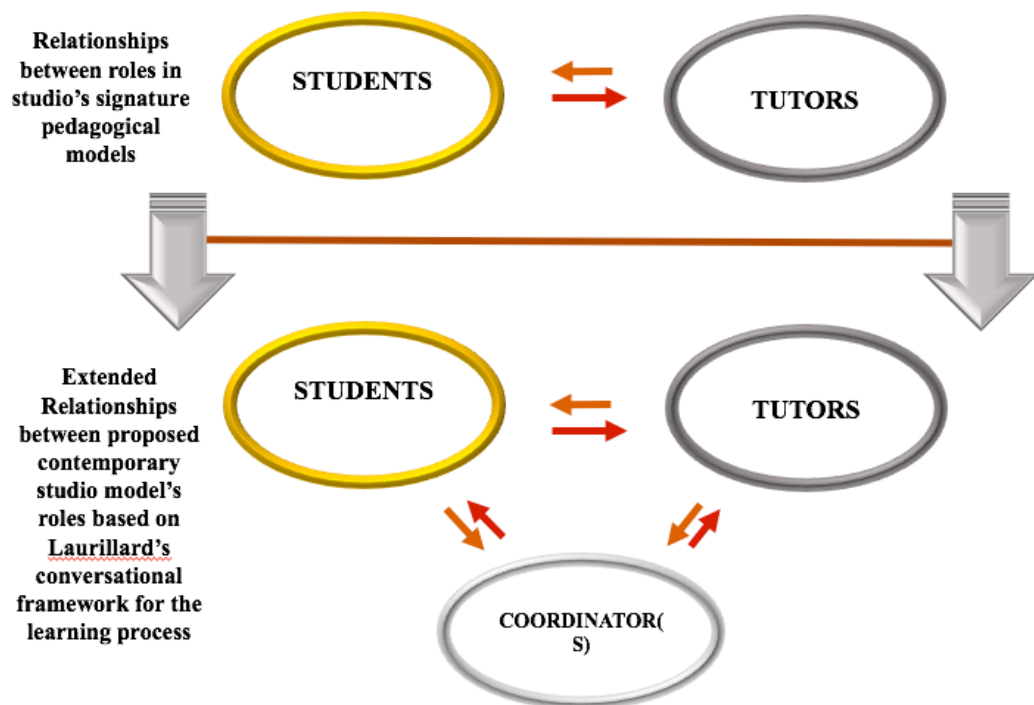 Relationships
between roles in
studio's signature
pedagogical
models
STUDENTS
TUTORS
Extended
Relationships
between proposed
contemporary
studio model's
roles based on
Laurillard's
conversational
framework for the
learning process
STUDENTS
TUTORS
COORDINATOR(
S)